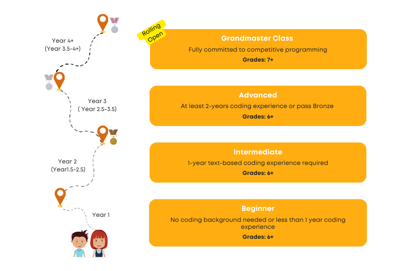 Rolling
Open
Grandmaster Class
Fully committed to competitive programming
Grades: 7+
Year 4+
(Year 3.5-4+)
Advanced
At least 2-years coding experience or pass Bronze
Grades: 6+
Year 3
( Year 2.5-3.5)
Intermediate
1-year text-based coding experience required
Grades: 6+
Year 2
(Year1.5-2.5)
Beginner
No coding background needed or less than 1 year coding
experience
Grades: 6+
Year 1